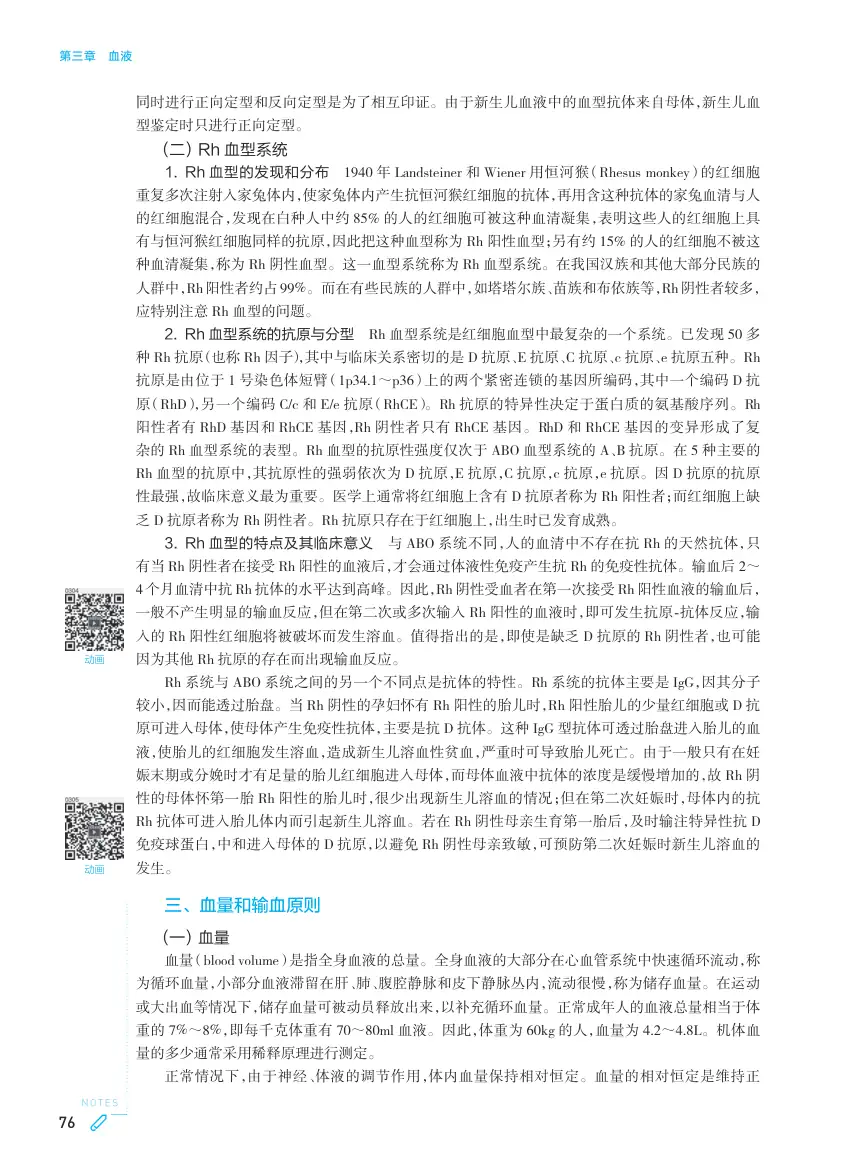 第三章 血液
同时进行正向定型和反向定型是为了相互印证。由于新生儿血液中的血型抗体来自母体,新生儿血
型鉴定时只进行正向定型。
（二）Rh 血型系统
1. Rh 血型的发现和分布 1940 年 Landsteiner 和 Wiener 用恒河猴（Rhesus monkey）的红细胞
重复多次注射入家兔体内,使家兔体内产生抗恒河猴红细胞的抗体,再用含这种抗体的家兔血清与人
的红细胞混合,发现在白种人中约 85% 的人的红细胞可被这种血清凝集,表明这些人的红细胞上具
有与恒河猴红细胞同样的抗原,因此把这种血型称为 Rh 阳性血型;另有约 15% 的人的红细胞不被这
种血清凝集,称为 Rh 阴性血型。这一血型系统称为 Rh 血型系统。在我国汉族和其他大部分民族的
人群中,Rh 阳性者约占 99%。而在有些民族的人群中,如塔塔尔族、苗族和布依族等,Rh 阴性者较多,
应特别注意 Rh 血型的问题。
2. Rh 血型系统的抗原与分型 Rh 血型系统是红细胞血型中最复杂的一个系统。已发现 50 多
种 Rh 抗原（也称 Rh 因子）,其中与临床关系密切的是 D 抗原、E 抗原、C 抗原、c 抗原、e 抗原五种。Rh
抗原是由位于 1 号染色体短臂（1p34.1～p36）上的两个紧密连锁的基因所编码,其中一个编码 D 抗
原（RhD）,另一个编码 C/c 和 E/e 抗原（RhCE）。Rh 抗原的特异性决定于蛋白质的氨基酸序列。Rh
阳性者有 RhD 基因和 RhCE 基因,Rh 阴性者只有 RhCE 基因。RhD 和 RhCE 基因的变异形成了复
杂的 Rh 血型系统的表型。Rh 血型的抗原性强度仅次于 ABO 血型系统的 A、B 抗原。在 5 种主要的
Rh 血型的抗原中,其抗原性的强弱依次为 D 抗原,E 抗原,C 抗原,c 抗原,e 抗原。因 D 抗原的抗原
性最强,故临床意义最为重要。医学上通常将红细胞上含有 D 抗原者称为 Rh 阳性者;而红细胞上缺
乏 D 抗原者称为 Rh 阴性者。Rh 抗原只存在于红细胞上,出生时已发育成熟。
3. Rh 血型的特点及其临床意义 与 ABO 系统不同,人的血清中不存在抗 Rh 的天然抗体,只
有当 Rh 阴性者在接受 Rh 阳性的血液后,才会通过体液性免疫产生抗 Rh 的免疫性抗体。输血后 2～
4 个月血清中抗 Rh 抗体的水平达到高峰。因此,Rh 阴性受血者在第一次接受 Rh 阳性血液的输血后,
一般不产生明显的输血反应,但在第二次或多次输入 Rh 阳性的血液时,即可发生抗原-抗体反应,输
入的 Rh 阳性红细胞将被破坏而发生溶血。值得指出的是,即使是缺乏 D 抗原的 Rh 阴性者,也可能
因为其他 Rh 抗原的存在而出现输血反应。
0304
动画
Rh 系统与 ABO 系统之间的另一个不同点是抗体的特性。Rh 系统的抗体主要是 IgG,因其分子
较小,因而能透过胎盘。当 Rh 阴性的孕妇怀有 Rh 阳性的胎儿时,Rh 阳性胎儿的少量红细胞或 D 抗
原可进入母体,使母体产生免疫性抗体,主要是抗 D 抗体。这种 IgG 型抗体可透过胎盘进入胎儿的血
液,使胎儿的红细胞发生溶血,造成新生儿溶血性贫血,严重时可导致胎儿死亡。由于一般只有在妊
娠末期或分娩时才有足量的胎儿红细胞进入母体,而母体血液中抗体的浓度是缓慢增加的,故 Rh 阴
性的母体怀第一胎 Rh 阳性的胎儿时,很少出现新生儿溶血的情况;但在第二次妊娠时,母体内的抗
Rh 抗体可进入胎儿体内而引起新生儿溶血。若在 Rh 阴性母亲生育第一胎后,及时输注特异性抗 D
免疫球蛋白,中和进入母体的 D 抗原,以避免 Rh 阴性母亲致敏,可预防第二次妊娠时新生儿溶血的
发生。
0305
动画
三、血量和输血原则
（一）血量
血量（blood volume）是指全身血液的总量。全身血液的大部分在心血管系统中快速循环流动,称
为循环血量,小部分血液滞留在肝、肺、腹腔静脉和皮下静脉丛内,流动很慢,称为储存血量。在运动
或大出血等情况下,储存血量可被动员释放出来,以补充循环血量。正常成年人的血液总量相当于体
重的 7%～8%,即每千克体重有 70～80ml 血液。因此,体重为 60kg 的人,血量为 4.2～4.8L。机体血
量的多少通常采用稀释原理进行测定。
正常情况下,由于神经、体液的调节作用,体内血量保持相对恒定。血量的相对恒定是维持正
NOTES
76